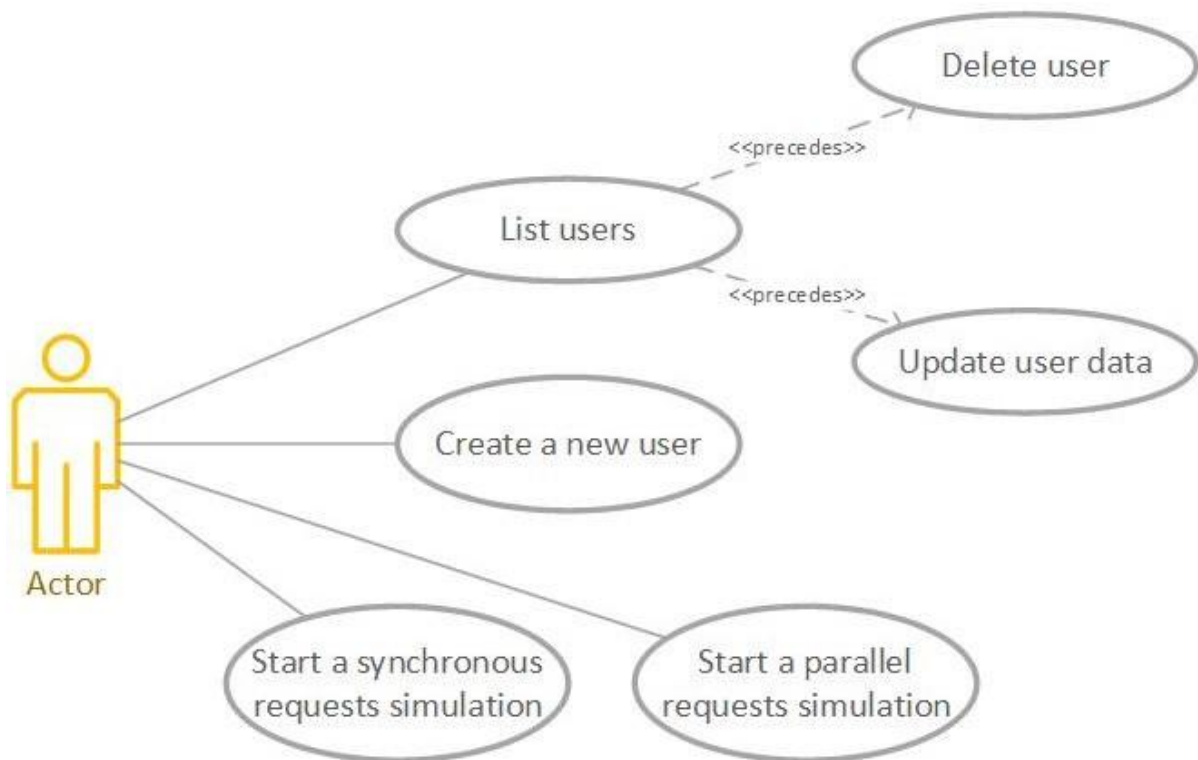 Delete user
<<precedes>>
List users
<<precedes>>
Update user data
Create a new user
Actor
Start a synchronous
requests simulation
Start a parallel
requests simulation